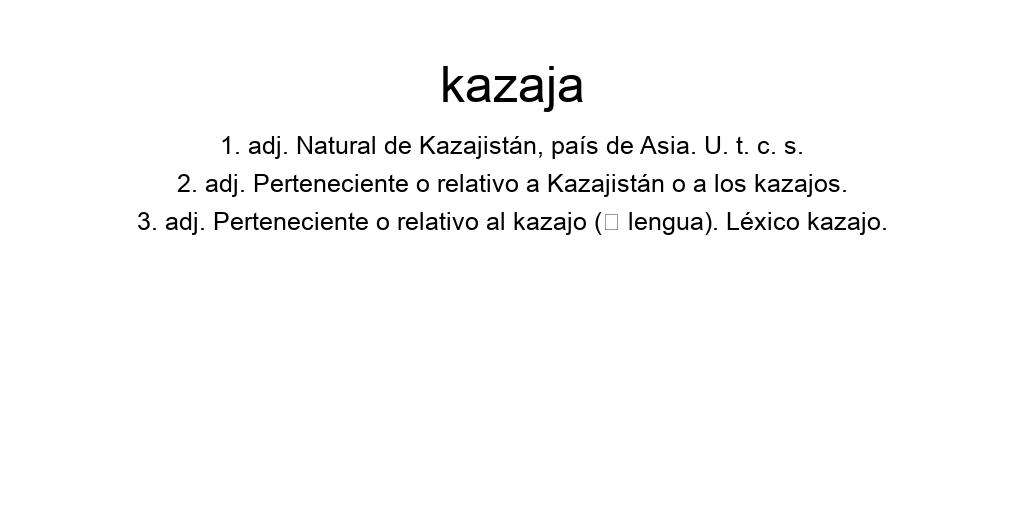 kazaja
1. adj. Natural de Kazajistán, país de Asia. U. t. c. s.
2. adj. Perteneciente o relativo a Kazajistán o a los kazajos.
3. adj. Perteneciente o relativo al kazajo (□ lengua). Léxico kazajo.